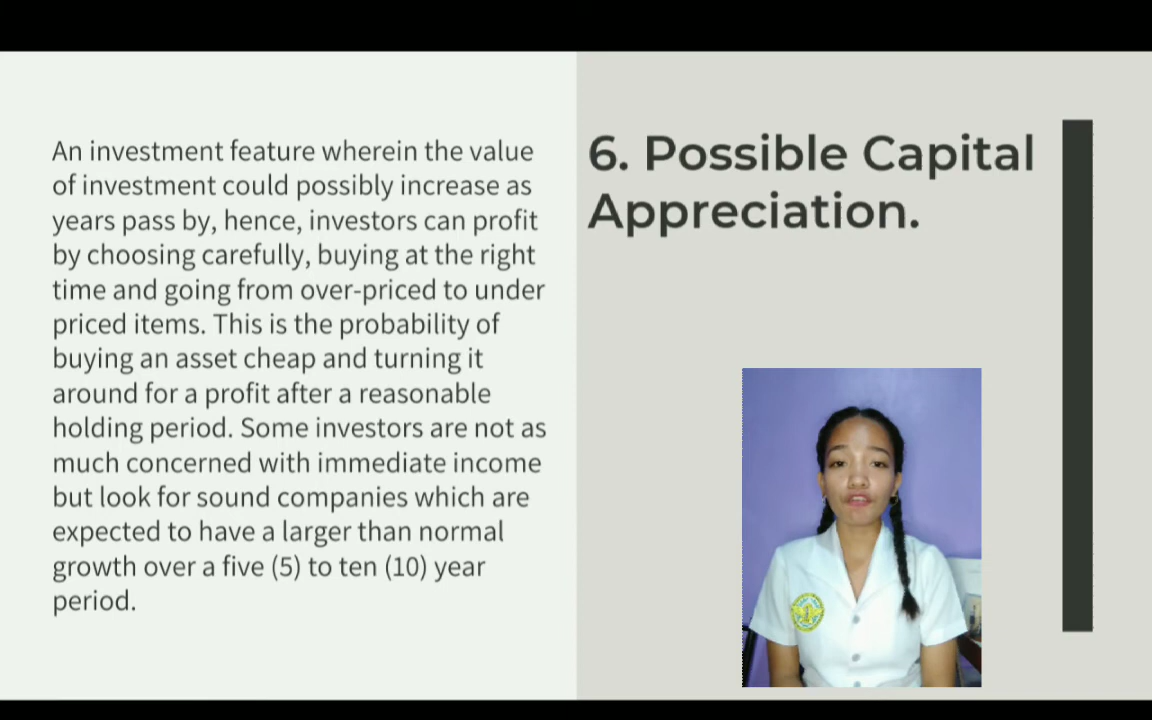 An investment feature wherein the value
of investment could possibly increase as
years pass by, hence, investors can profit
by choosing carefully, buying at the right
time and going from over-priced to under
priced items. This is the probability of
buying an asset cheap and turning it
around for a profit after a reasonable
holding period. Some investors are not as
much concerned with immediate income
but look for sound companies which are
expected to have a larger than normal
growth over a five (5) to ten (10) year
period.
6. Possible Capital
Appreciation.